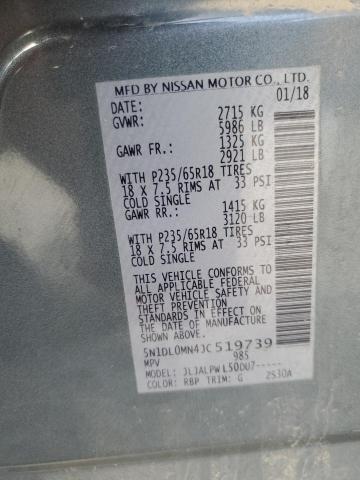 MFD BY NISSAN MOTOR CO., LTD.
DATE: 01/18
GVWR: 2715 KG
5986 LB
GAWR FR.: 1325 KG
2921 LB
WITH P235/65R18 TIRES
18 X 7.5 RIMS AT 33 PSI
COLD SINGLE
GAWR RR.: 1415 KG
3120 LB
WITH P235/65R18 TIRES
18 X 7.5 RIMS AT 33 PSI
COLD SINGLE
THIS VEHICLE CONFORMS TO
ALL APPLICABLE FEDERAL
MOTOR VEHICLE SAFETY AND
THEFT PREVENTION
STANDARDS IN EFFECT ON
THE DATE OF MANUFACTURE
SHOWN ABOVE.
5N1DL0MN4JC519739
MPV 985
MODEL: JLJALPWL50DU7-----
COLOR: RBP TRIM: G 2530A